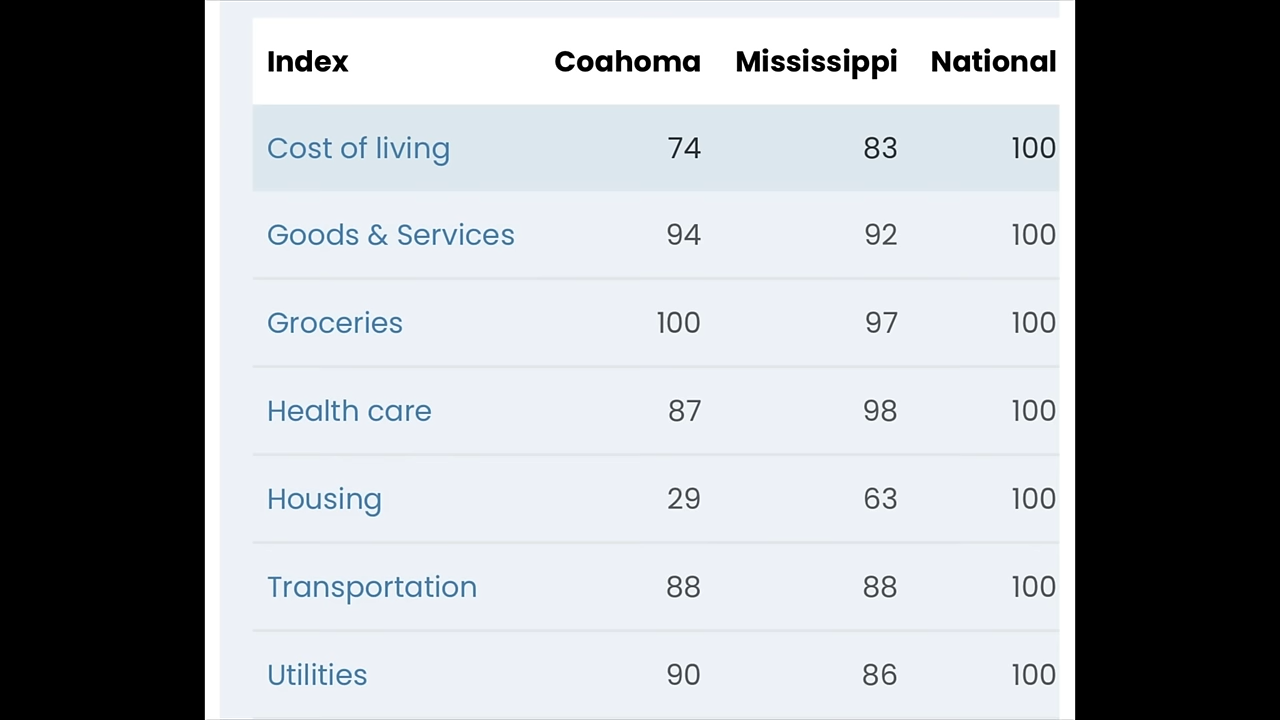 Index Coahoma Mississippi National
Cost of living 74 83 100
Goods & Services 94 92 100
Groceries 100 97 100
Health care 87 98 100
Housing 29 63 100
Transportation 88 88 100
Utilities 90 86 100